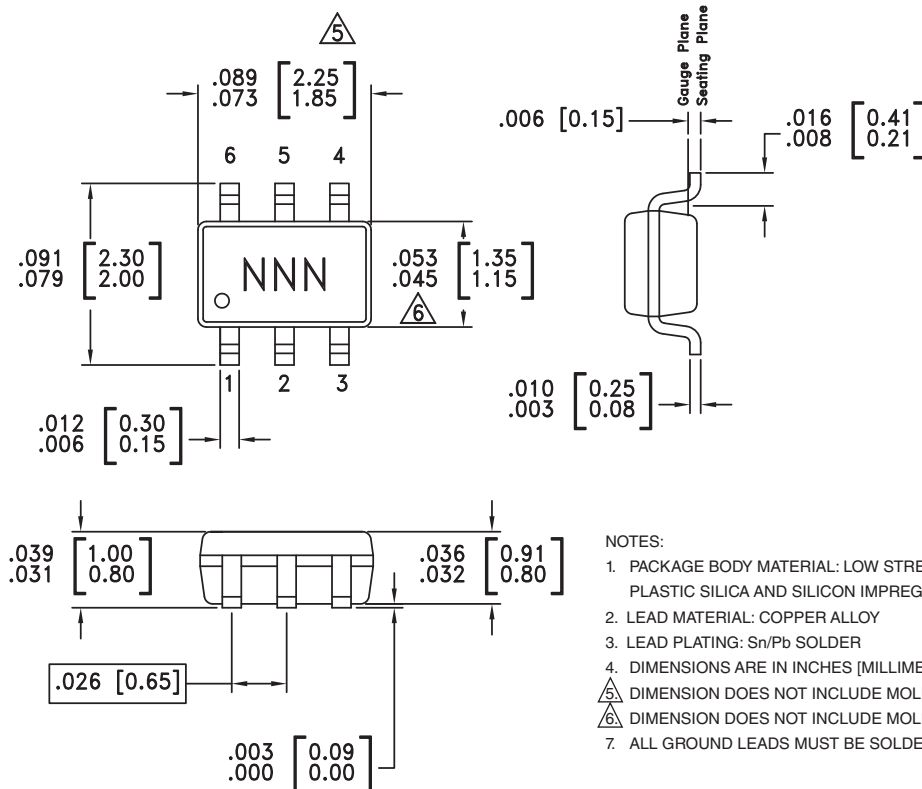 5
.089 [2.25]
.073 [1.85]
Gauge Plane
Seating Plane
.006 [0.15]
.016 [0.41]
.008 [0.21]
6 5 4
.091 [2.30]
.079 [2.00]
NNN
.053 [1.35]
.045 [1.15]
6
1 2 3
.012 [0.30]
.006 [0.15]
.010 [0.25]
.003 [0.08]
.039 [1.00]
.031 [0.80]
.036 [0.91]
.032 [0.80]
.026 [0.65]
.003 [0.09]
.000 [0.00]
NOTES:
1. PACKAGE BODY MATERIAL: LOW
PLASTIC SILICA AND SILICON
2. LEAD MATERIAL: COPPER ALLOY
3. LEAD PLATING: Sn/Pb SOLDER
4. DIMENSIONS ARE IN INCHES
5. DIMENSION DOES NOT INCLUDE
6. DIMENSION DOES NOT INCLUDE
7. ALL GROUND LEADS MUST BE